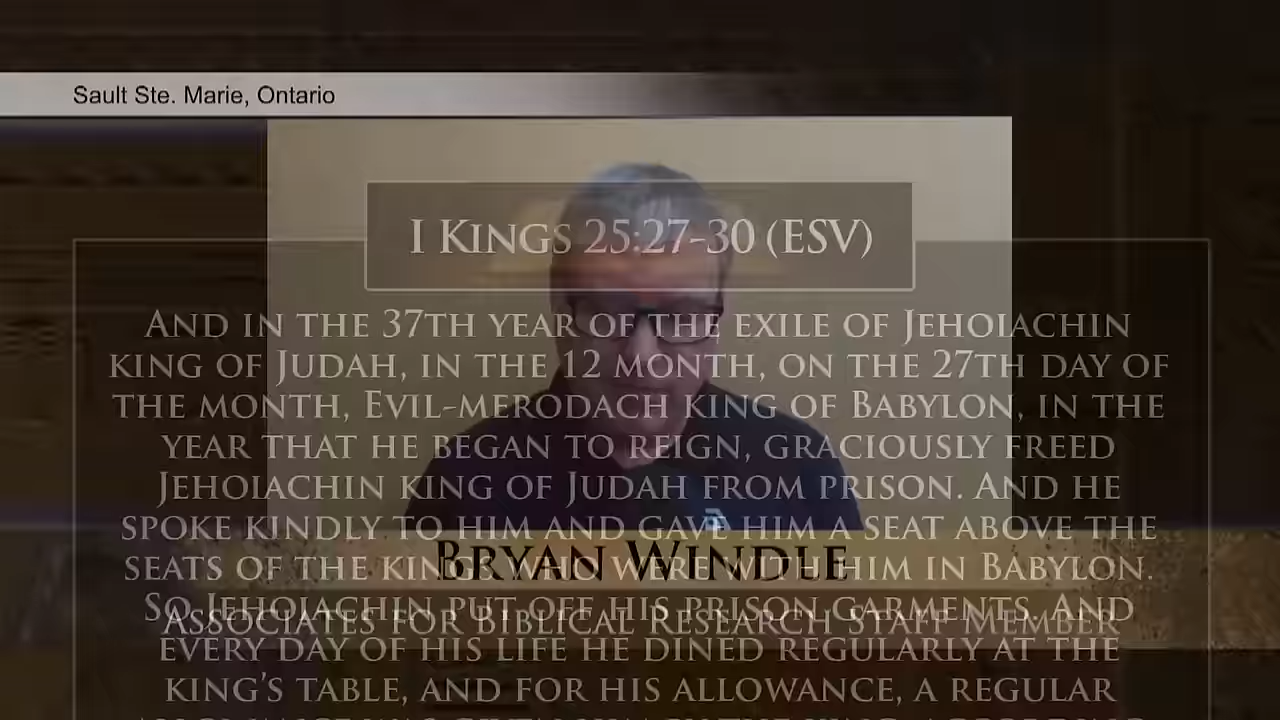 Sault Ste. Marie, Ontario
I Kings 25:27-30 (ESV)
And in the 37th year of the exile of Jehoiachin
king of Judah, in the 12 month, on the 27th day of
the month, Evil-merodach king of Babylon, in the
year that he began to reign, graciously freed
Jehoiachin king of Judah from prison. And he
spoke kindly to him and gave him a seat above the
seats of the kings who were with him in Babylon.
Bryan Windle
So Jehoiachin put off his prison garments. And
Associates for Biblical Research Staff Member
every day of his life he dined regularly at the
king's table, and for his allowance, a regular